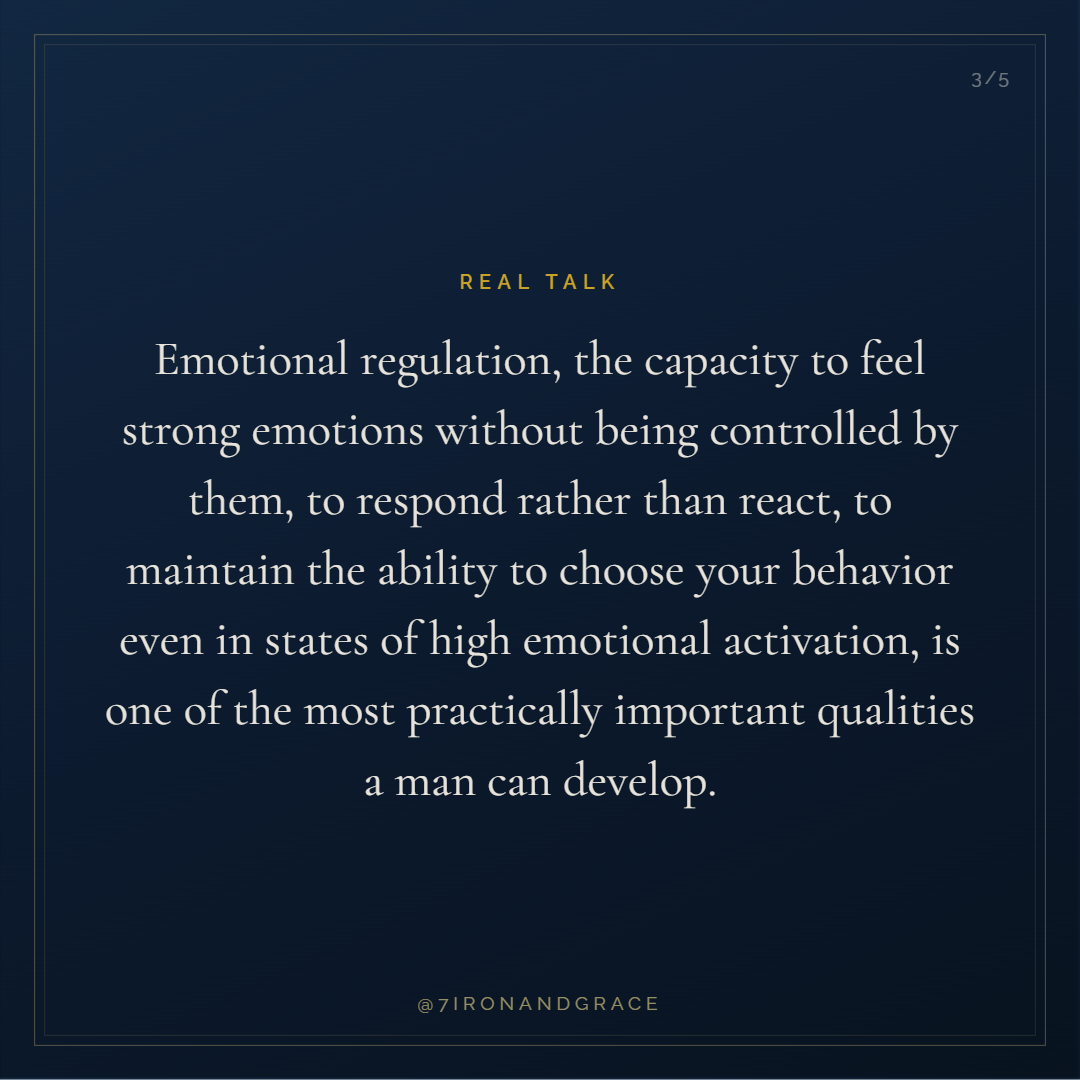 3/5
REAL TALK
Emotional regulation, the capacity to feel
strong emotions without being controlled by
them, to respond rather than react, to
maintain the ability to choose your behavior
even in states of high emotional activation, is
one of the most practically important qualities
a man can develop.
@7IRONANDGRACE